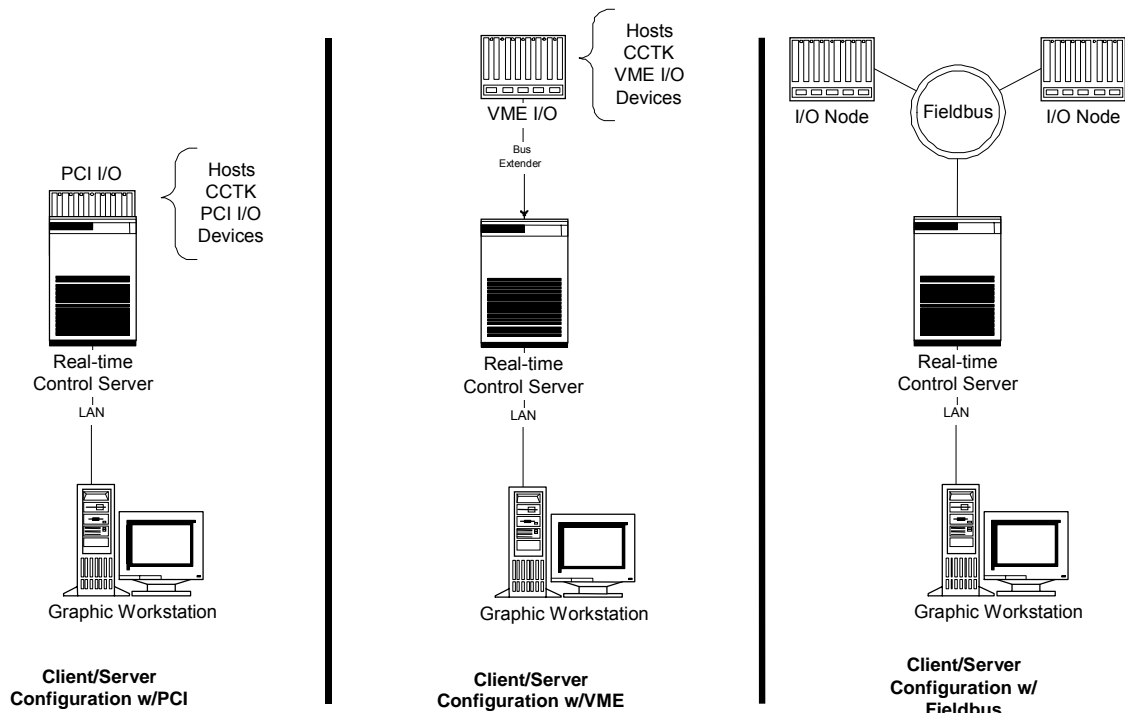 PCI I/O
Hosts
CCTK
PCI I/O
Devices
Real-time
Control Server
LAN
Graphic Workstation
Client/Server
Configuration w/PCI
Hosts
CCTK
VME I/O
Devices
VME I/O
Bus
Extender
Real-time
Control Server
LAN
Graphic Workstation
Client/Server
Configuration w/VME
I/O Node
Fieldbus
I/O Node
Real-time
Control Server
LAN
Graphic Workstation
Client/Server
Configuration w/
Fieldbus